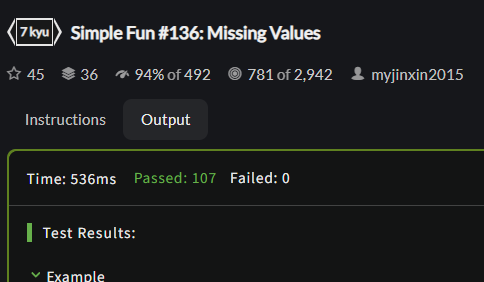 7 kyu Simple Fun #136: Missing Values
45 36 94% of 492 781 of 2,942 myjinxin2015
Instructions Output
Time: 536ms Passed: 107 Failed: 0
Test Results:
Example